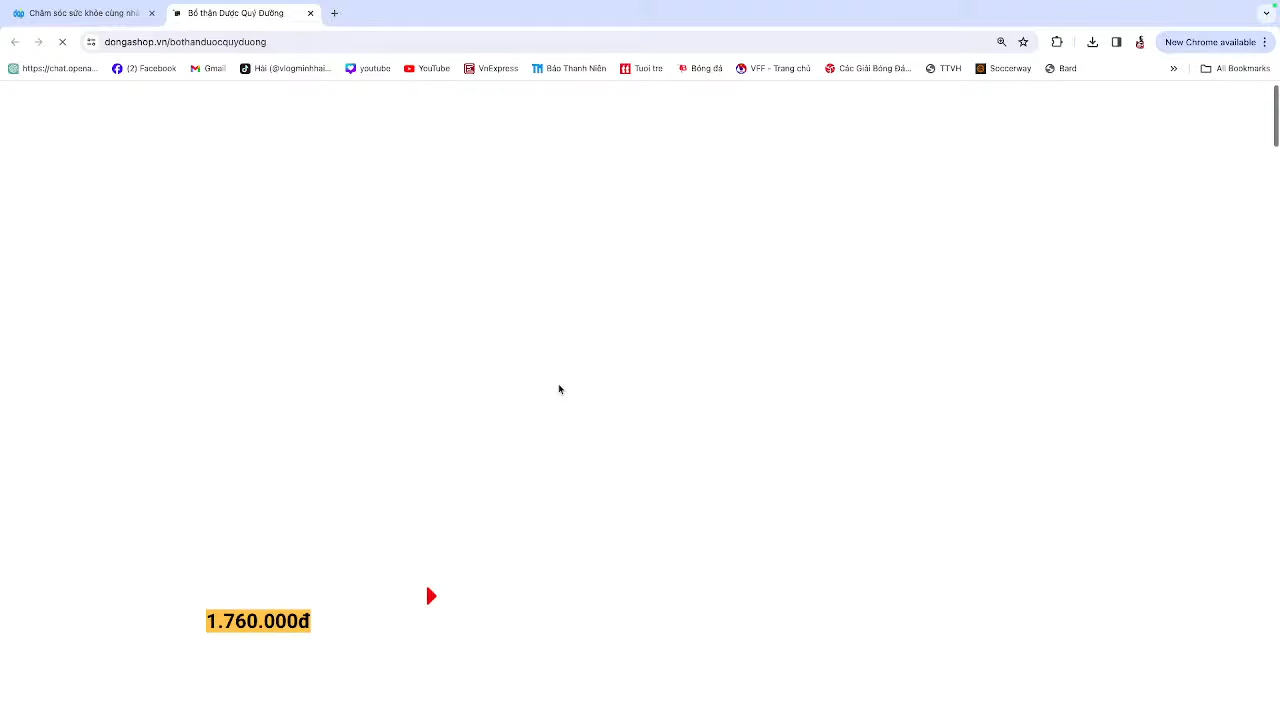 Chăm sóc sức khỏe cùng nhà
Bổ thận Dược Quý Đường
dongashop.vn/bothanduocquyduong
New Chrome available
https://chat.opena...
(2) Facebook
Gmail
Hải (@vlogminhhai...
youtube
YouTube
VnExpress
Báo Thanh Niên
Tuoi tre
Bóng đá
VFF - Trang chủ
Các Giải Bóng Đá...
TTVH
Soccerway
Bard
All Bookmarks
1.760.000đ